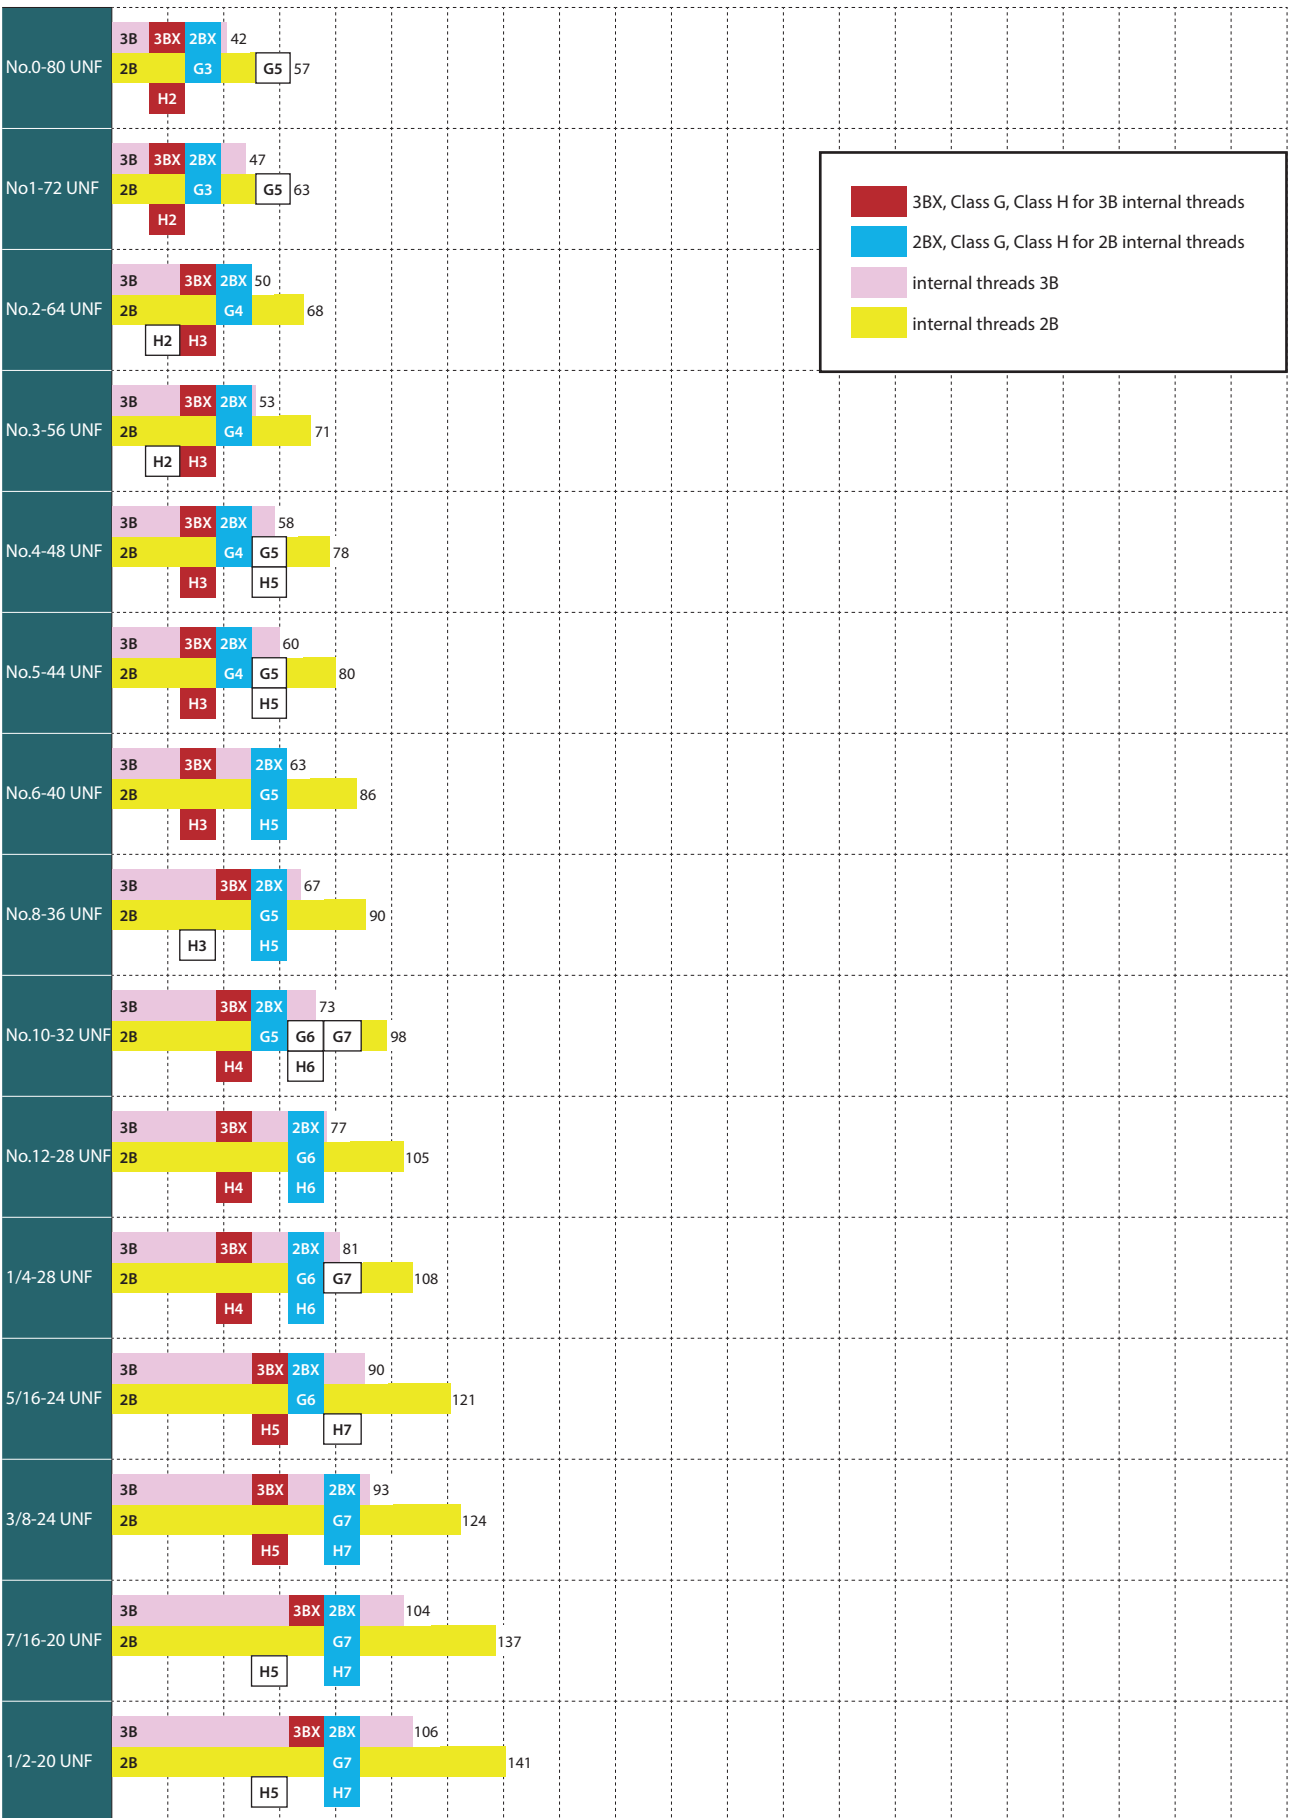 3B 3BX 2BX 42
No.0-80 UNF 2B G3 G5 57
H2
3B 3BX 2BX 47
No1-72 UNF 2B G3 G5 63
H2
3BX, Class G, Class H for 3B internal threads
2BX, Class G, Class H for 2B internal threads
internal threads 3B
internal threads 2B
3B 3BX 2BX 50
No.2-64 UNF 2B G4 68
H2 H3
3B 3BX 2BX 53
No.3-56 UNF 2B G4 71
H2 H3
3B 3BX 2BX 58
No.4-48 UNF 2B G4 G5 78
H3 H5
3B 3BX 2BX 60
No.5-44 UNF 2B G4 G5 80
H3 H5
3B 3BX 2BX 63
No.6-40 UNF 2B G5 86
H3 H5
3B 3BX 2BX 67
No.8-36 UNF 2B G5 90
H3 H5
3B 3BX 2BX 73
No.10-32 UNF 2B G5 G6 G7 98
H4 H6
3B 3BX 2BX 77
No.12-28 UNF 2B G6 105
H4 H6
3B 3BX 2BX 81
1/4-28 UNF 2B G6 G7 108
H4 H6
3B 3BX 2BX 90
5/16-24 UNF 2B G6 121
H5 H7
3B 3BX 2BX 93
3/8-24 UNF 2B G7 124
H5 H7
3B 3BX 2BX 104
7/16-20 UNF 2B G7 137
H5 H7
3B 3BX 2BX 106
1/2-20 UNF 2B G7 141
H5 H7